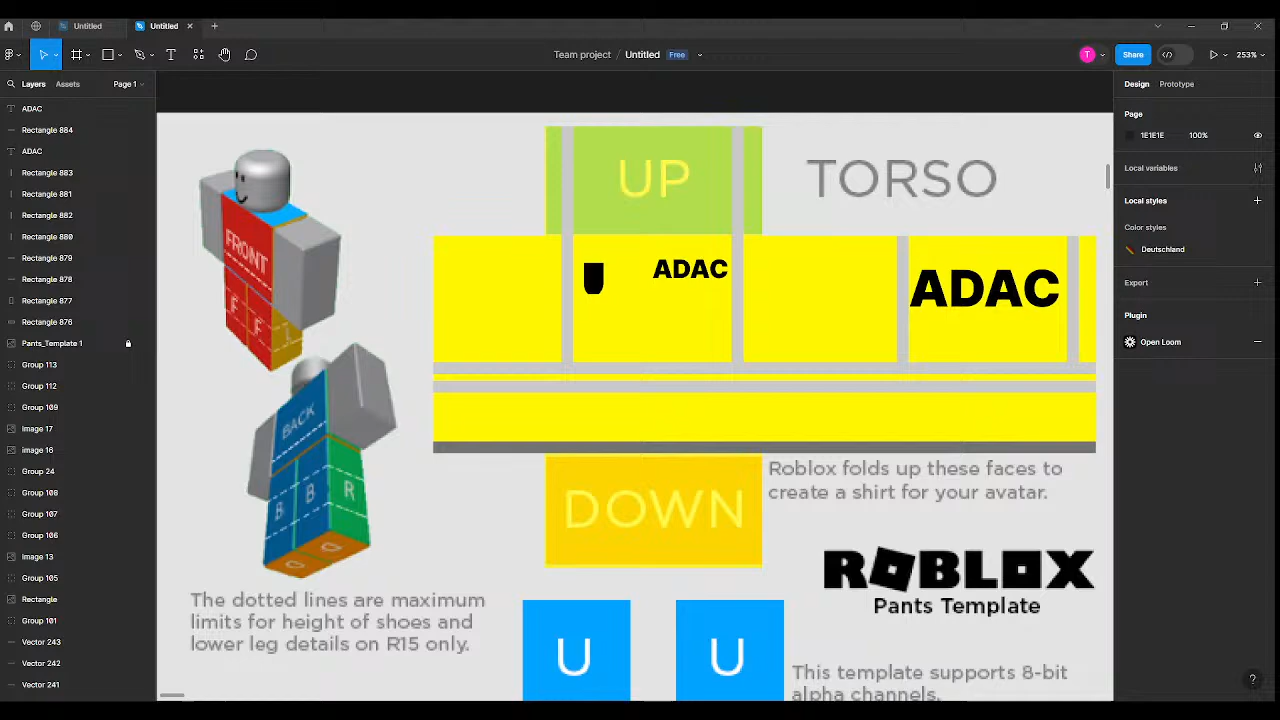 Untitled
Untitled
Team project / Untitled Free
T
Share
253%
Layers
Assets
Page 1
ADAC
Rectangle 884
ADAC
Rectangle 883
Rectangle 881
Rectangle 882
Rectangle 880
Rectangle 879
Rectangle 878
Rectangle 877
Rectangle 876
Pants_Template 1
Group 113
Group 112
Group 109
Image 17
image 16
Group 24
Group 108
Group 107
Group 106
Image 13
Group 105
Rectangle
Group 101
Vector 243
Vector 242
Vector 241
FRONT
F
F
L
BACK
B
B
R
G
G
The dotted lines are maximum
limits for height of shoes and
lower leg details on R15 only.
UP
TORSO
ADAC
ADAC
DOWN
Roblox folds up these faces to
create a shirt for your avatar.
ROBLOX
Pants Template
U
U
This template supports 8-bit
alpha channels.
Design
Prototype
Page
1E1E1E
100%
Local variables
Local styles
Color styles
Deutschland
Export
Plugin
Open Loom
?